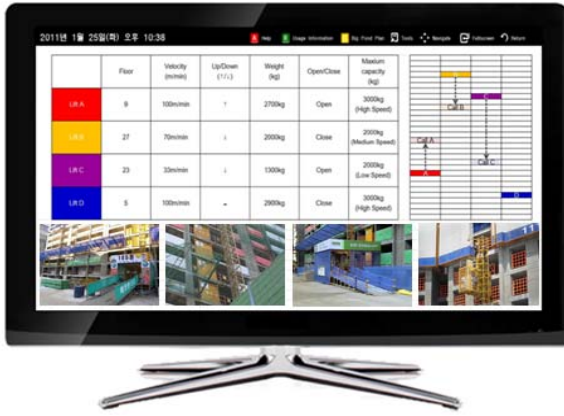 2011년 1월 25일(화) 오후 10:36
Help
Usage Information
Big Pond Plan
Tools
Navigate
Fullscreen
Return
Floor
Velocity
(m/min)
Up/Down
(↑/↓)
Weight
(kg)
Open/Close
Maxium
capacity
(kg)
Lift A
9
100m/min
↑
2700kg
Open
3000kg
(High Speed)
Lift B
27
70m/min
↓
2000kg
Close
2000kg
(Medium Speed)
Lift C
23
33m/min
↓
1300kg
Open
2000kg
(Low Speed)
Lift D
5
100m/min
-
2900kg
Close
3000kg
(High Speed)
Call B
C
Call A
Call C
A
D
11